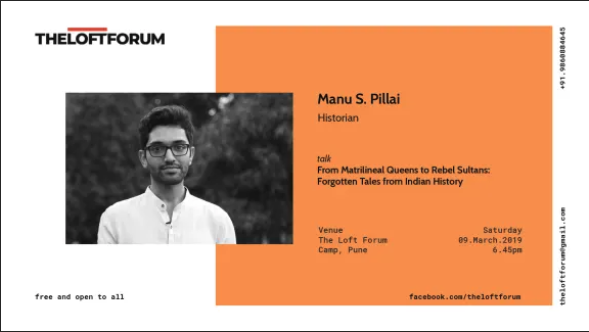 THELOFTFORUM
Manu S. Pillai
Historian
talk
From Matrilineal Queens to Rebel Sultans:
Forgotten Tales from Indian History
Venue
The Loft Forum
Camp, Pune
Saturday
09.March.2019
6.45pm
free and open to all
facebook.com/theloftforum
+91.9860884645
theloftforum@gmail.com